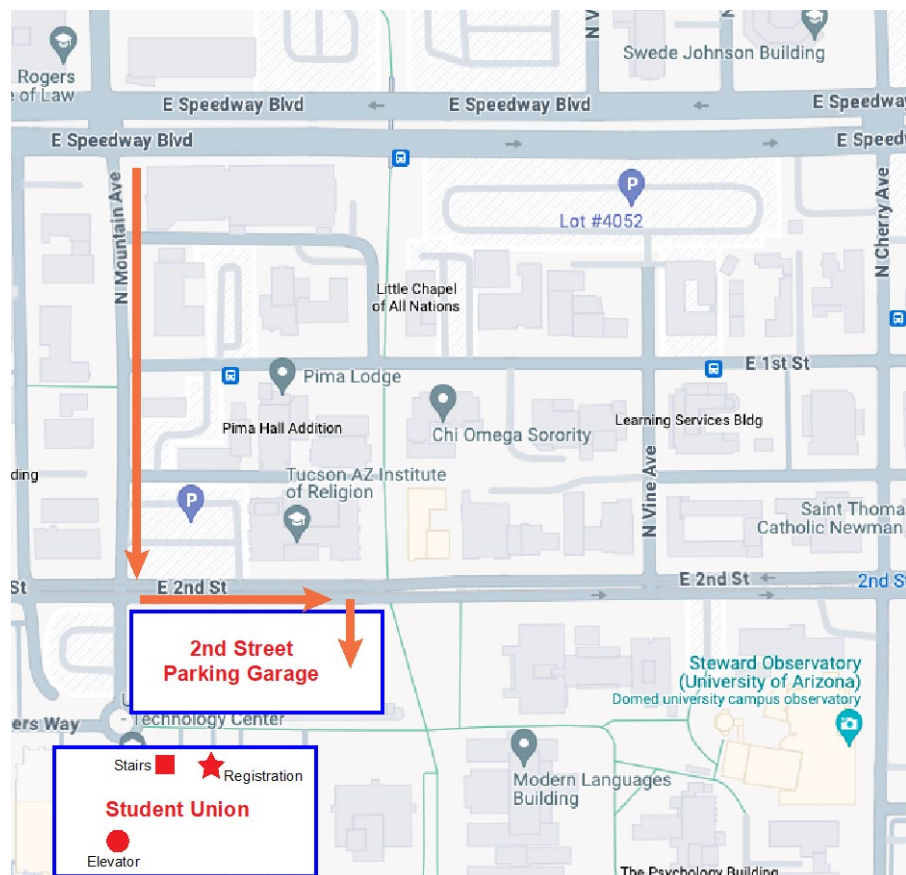 Swede Johnson Building
Rogers
e of Law
E Speedway Blvd
E Speedway Blvd
E Speedway
E Speedway Blvd
E Speed
N Mountain Ave
P
Lot #4052
N Cherry Ave
Little Chapel
of All Nations
E 1st St
Pima Lodge
Pima Hall Addition
Chi Omega Sorority
Learning Services Bldg
ding
Tucson AZ Institute
of Religion
P
N Vine Ave
Saint Thoma
Catholic Newman
St
E 2nd St
E 2nd St
2nd S
2nd Street
Parking Garage
Steward Observatory
(University of Arizona)
Domed university campus observatory
ers Way
Technology Center
Stairs
Registration
Student Union
Elevator
Modern Languages
Building
The Psychology Building